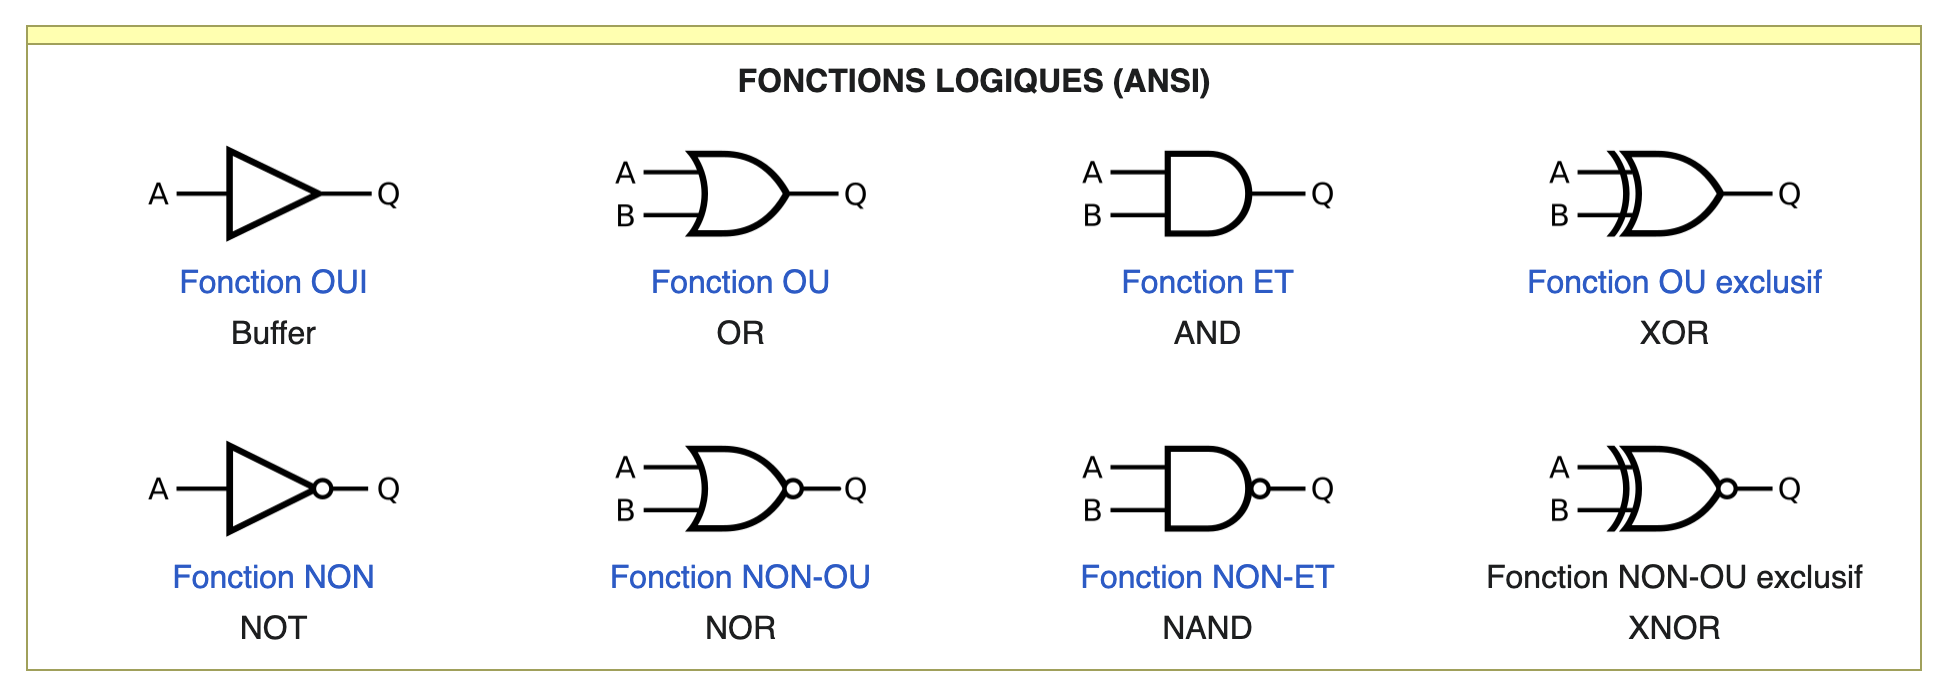 FONCTIONS LOGIQUES (ANSI)
A Q
A B Q
A B Q
A B Q
Fonction OUI
Buffer
Fonction OU
OR
Fonction ET
AND
Fonction OU exclusif
XOR
A Q
A B Q
A B Q
A B Q
Fonction NON
NOT
Fonction NON-OU
NOR
Fonction NON-ET
NAND
Fonction NON-OU exclusif
XNOR